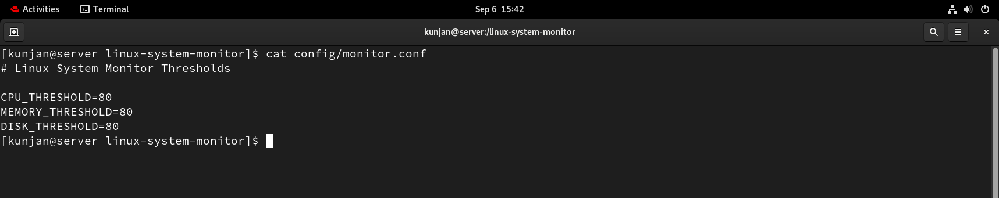 Activities Terminal Sep 6 15:42
kunjan@server:/linux-system-monitor
[kunjan@server linux-system-monitor]$ cat config/monitor.conf
# Linux System Monitor Thresholds
CPU_THRESHOLD=80
MEMORY_THRESHOLD=80
DISK_THRESHOLD=80
[kunjan@server linux-system-monitor]$